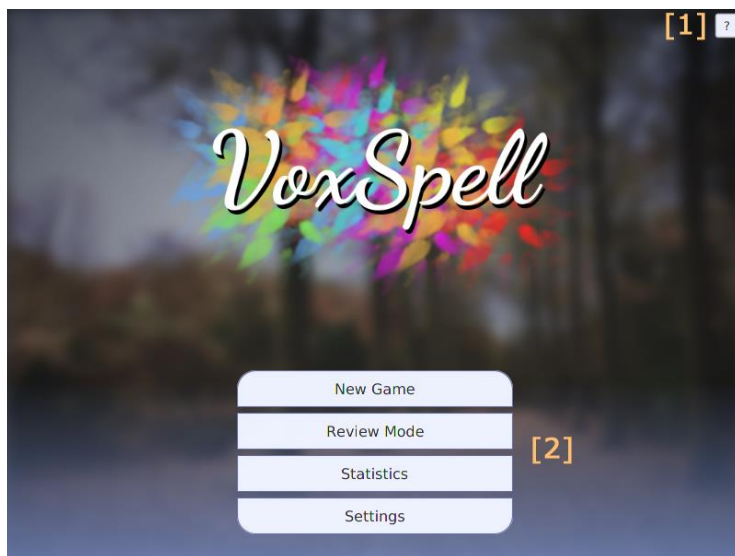 [1] ?
VoxSpell
New Game
Review Mode
[2]
Statistics
Settings